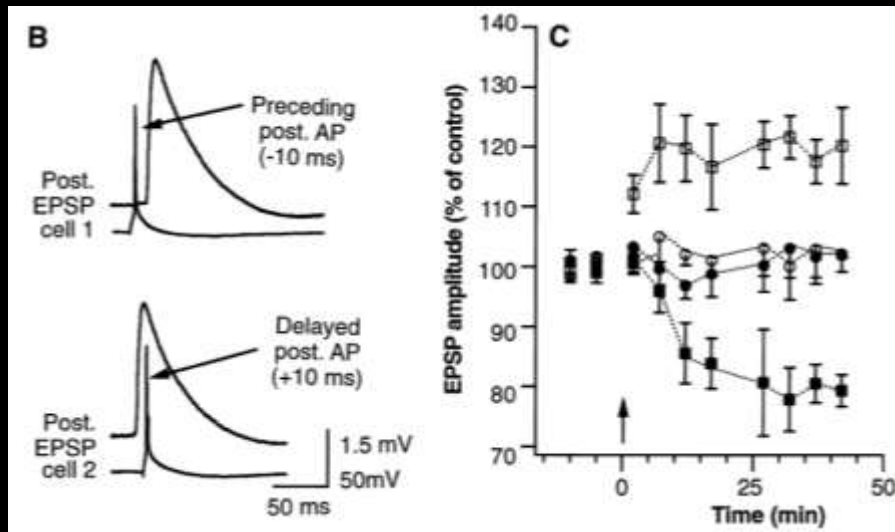 B
Preceding
post. AP
(-10 ms)
Post.
EPSP
cell 1
Delayed
post. AP
(+10 ms)
Post.
EPSP
cell 2
1.5 mV
50mV
50 ms
C
EPSP amplitude (% of control)
140
130
120
110
100
90
80
70
0
25
50
Time (min)